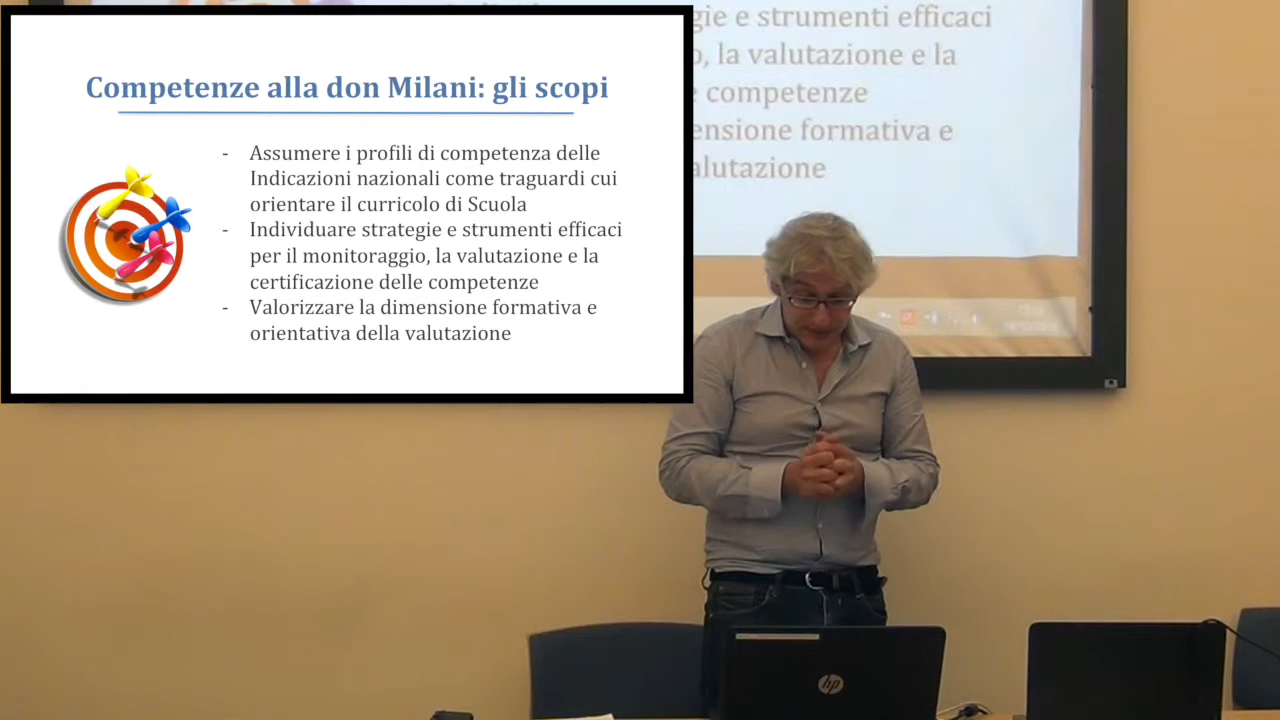 Competenze alla don Milani: gli scopi
- Assumere i profili di competenza delle
Indicazioni nazionali come traguardi cui
orientare il curricolo di Scuola
- Individuare strategie e strumenti efficaci
per il monitoraggio, la valutazione e la
certificazione delle competenze
- Valorizzare la dimensione formativa e
orientativa della valutazione
gie e strumenti efficaci
, la valutazione e la
competenze
ensione formativa e
alutazione
hp